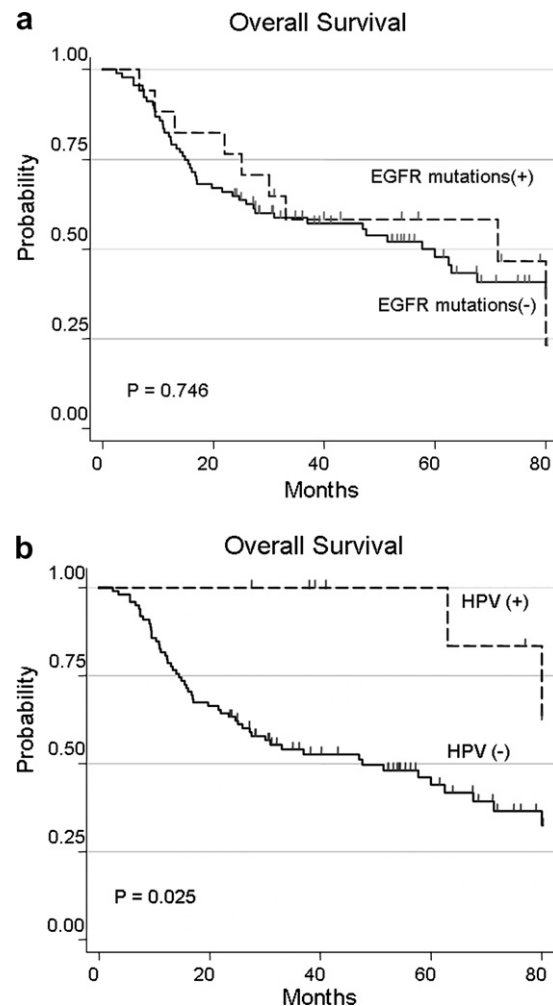 a
Overall Survival
1.00
0.75
0.50
0.25
0.00
Probability
EGFR mutations(+)
EGFR mutations(-)
P = 0.746
0 20 40 60 80
Months
b
Overall Survival
1.00
0.75
0.50
0.25
0.00
Probability
HPV (+)
HPV (-)
P = 0.025
0 20 40 60 80
Months